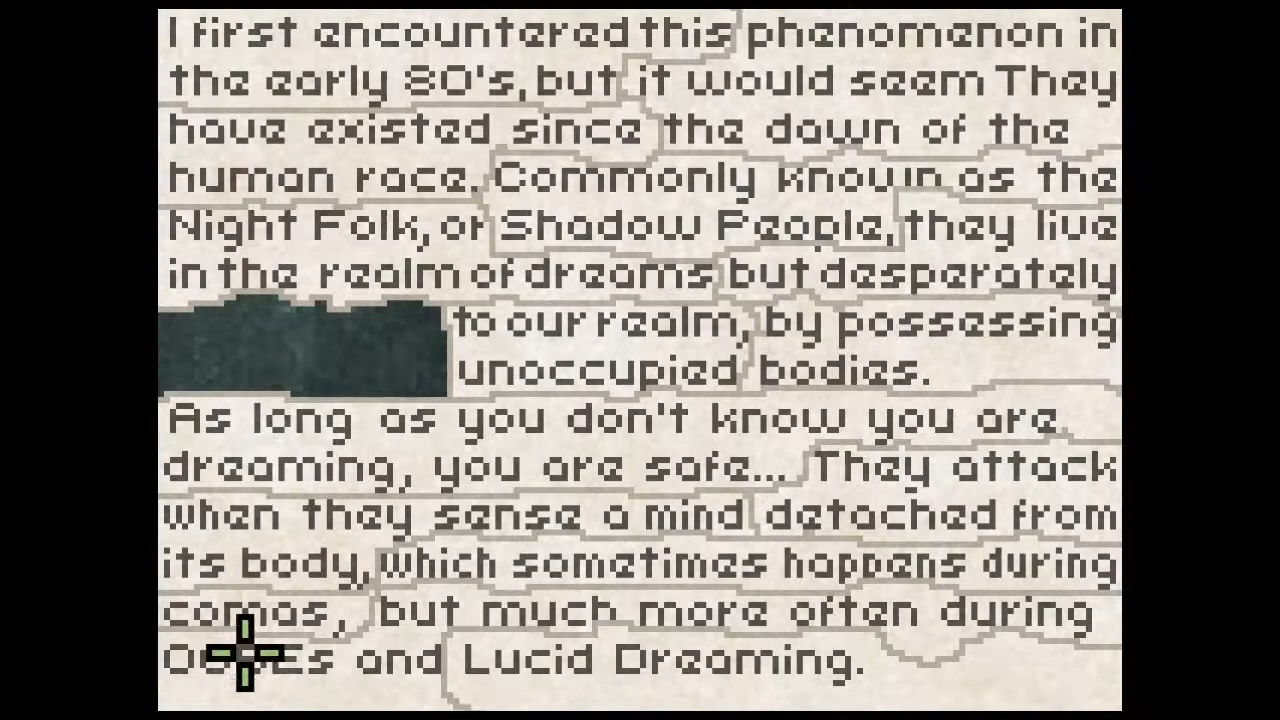 I first encountered this phenomenon in
the early 80's, but it would seem They
have existed since the dawn of the
human race. Commonly known as the
Night Folk, or Shadow People, they live
in the realm of dreams but desperately
to our realm, by possessing
unoccupied bodies.
As long as you don't know you are
dreaming, you are safe... They attack
when they sense a mind detached from
its body, which sometimes happens during
comas, but much more often during
and Lucid Dreaming.